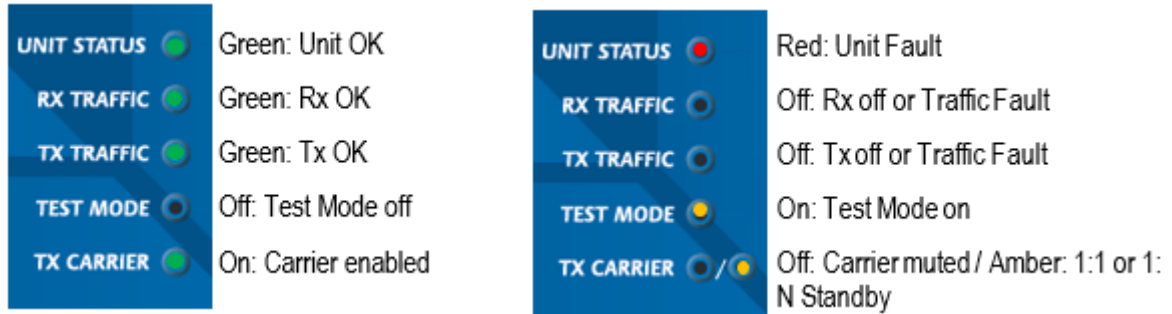 UNIT STATUS Green: Unit OK
RX TRAFFIC Green: Rx OK
TX TRAFFIC Green: Tx OK
TEST MODE Off: Test Mode off
TX CARRIER On: Carrier enabled
UNIT STATUS Red: Unit Fault
RX TRAFFIC Off: Rx off or Traffic Fault
TX TRAFFIC Off: Tx off or Traffic Fault
TEST MODE On: Test Mode on
TX CARRIER / Off: Carrier muted / Amber: 1:1 or 1:
N Standby